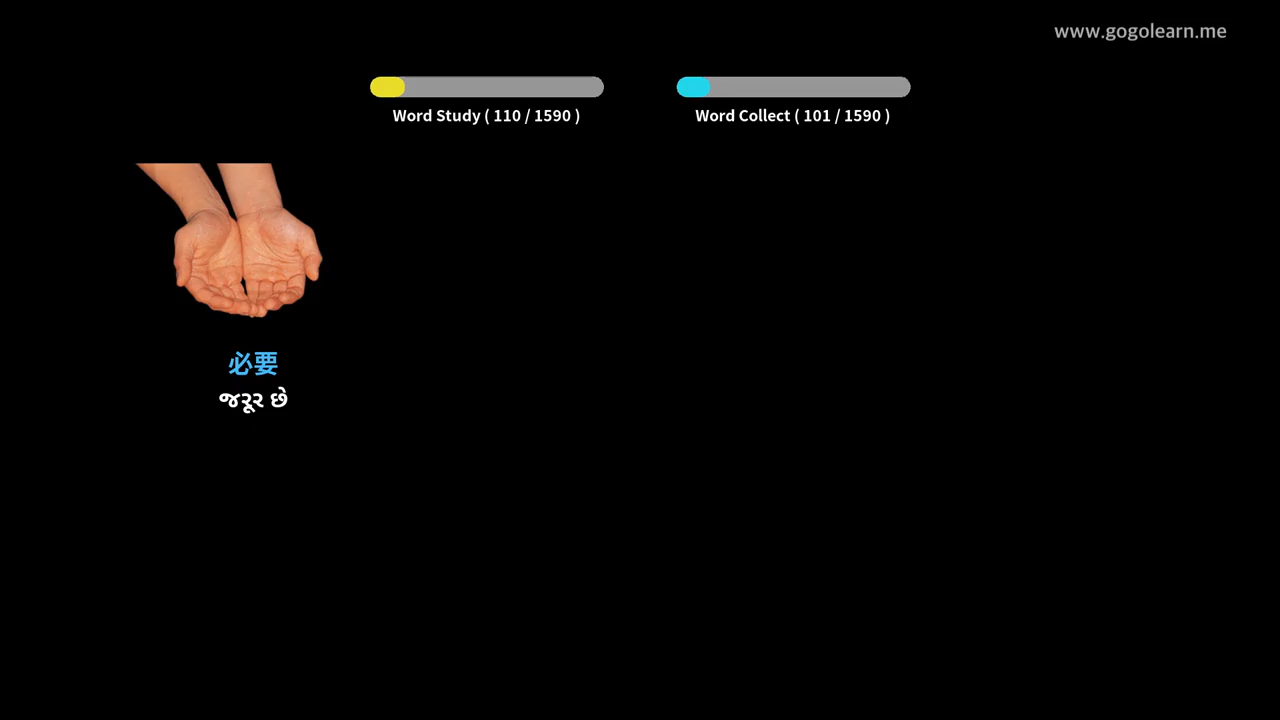 www.gogolearn.me
Word Study ( 110 / 1590 )
Word Collect ( 101 / 1590 )
必要
જરૂર છે